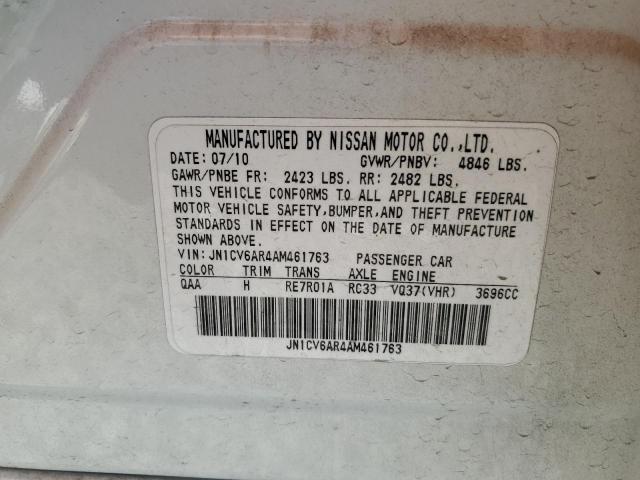 MANUFACTURED BY NISSAN MOTOR CO.,LTD.
DATE: 07/10 GVWR/PNBV: 4846 LBS.
GAWR/PNBE FR: 2423 LBS. RR: 2482 LBS.
THIS VEHICLE CONFORMS TO ALL APPLICABLE FEDERAL
MOTOR VEHICLE SAFETY,BUMPER,AND THEFT PREVENTION
STANDARDS IN EFFECT ON THE DATE OF MANUFACTURE
SHOWN ABOVE.
VIN: JN1CV6AR4AM461763 PASSENGER CAR
COLOR TRIM TRANS AXLE ENGINE
QAA H RE7R01A RC33 VQ37(VHR) 3696CC
JN1CV6AR4AM461763